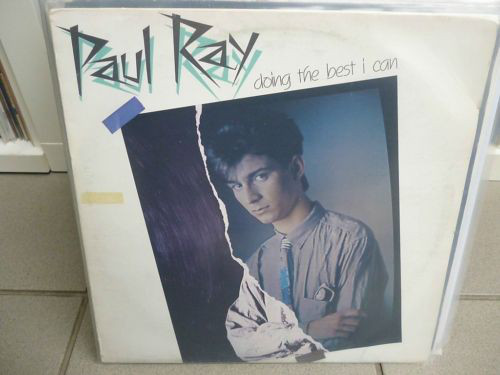 Paul Ray
doing the best i can